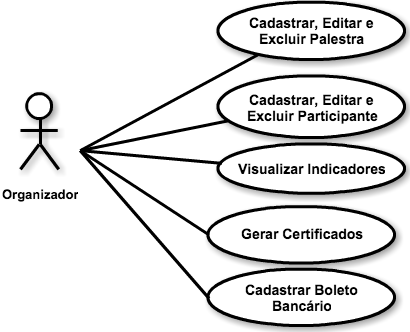 Cadastrar, Editar e
Excluir Palestra
Cadastrar, Editar e
Excluir Participante
Visualizar Indicadores
Organizador
Gerar Certificados
Cadastrar Boleto
Bancário